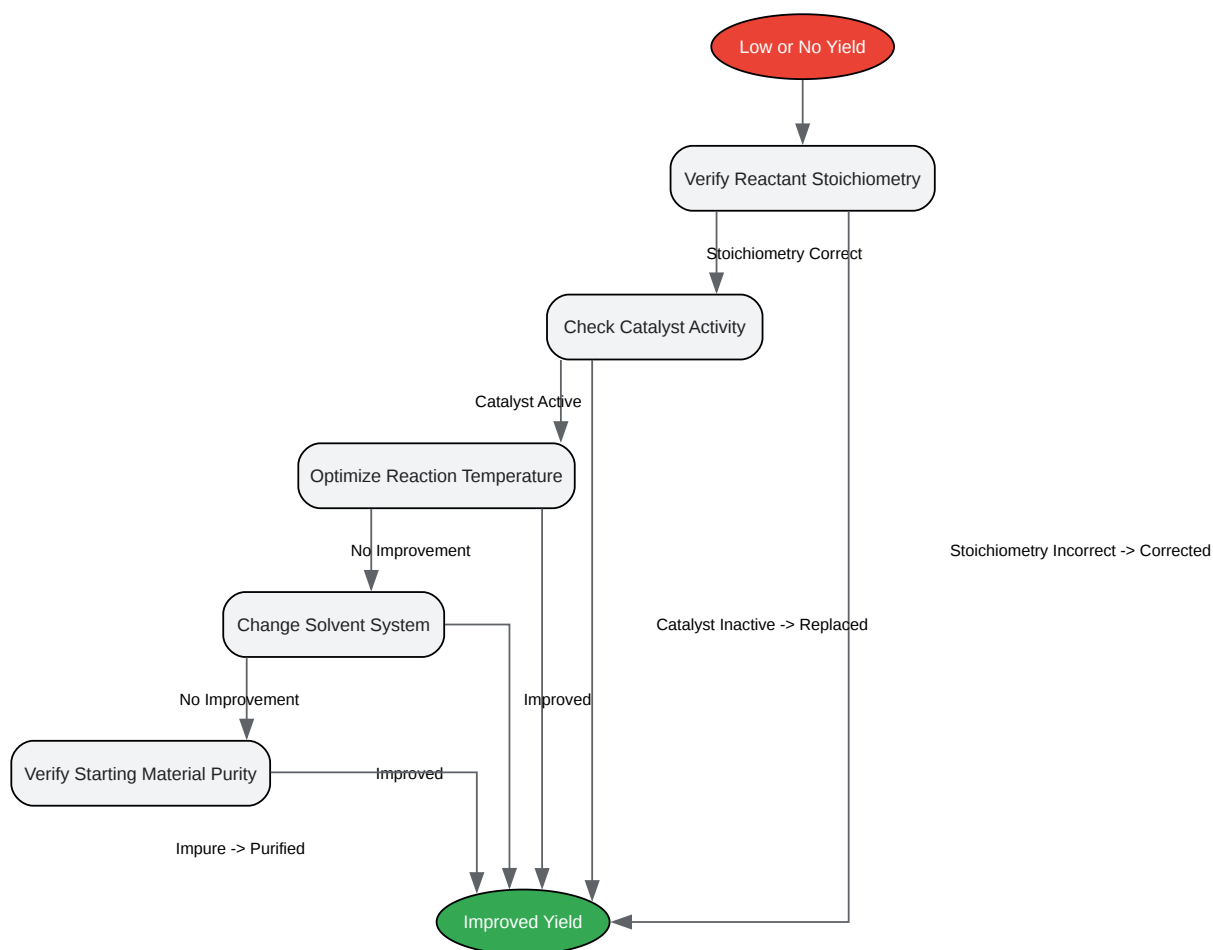 Low or No Yield
Verify Reactant Stoichiometry
Stoichiometry Correct
Check Catalyst Activity
Catalyst Active
Optimize Reaction Temperature
No Improvement
Stoichiometry Incorrect -> Corrected
Change Solvent System
Catalyst Inactive -> Replaced
No Improvement
Improved
Verify Starting Material Purity
Improved
Impure -> Purified
Improved Yield